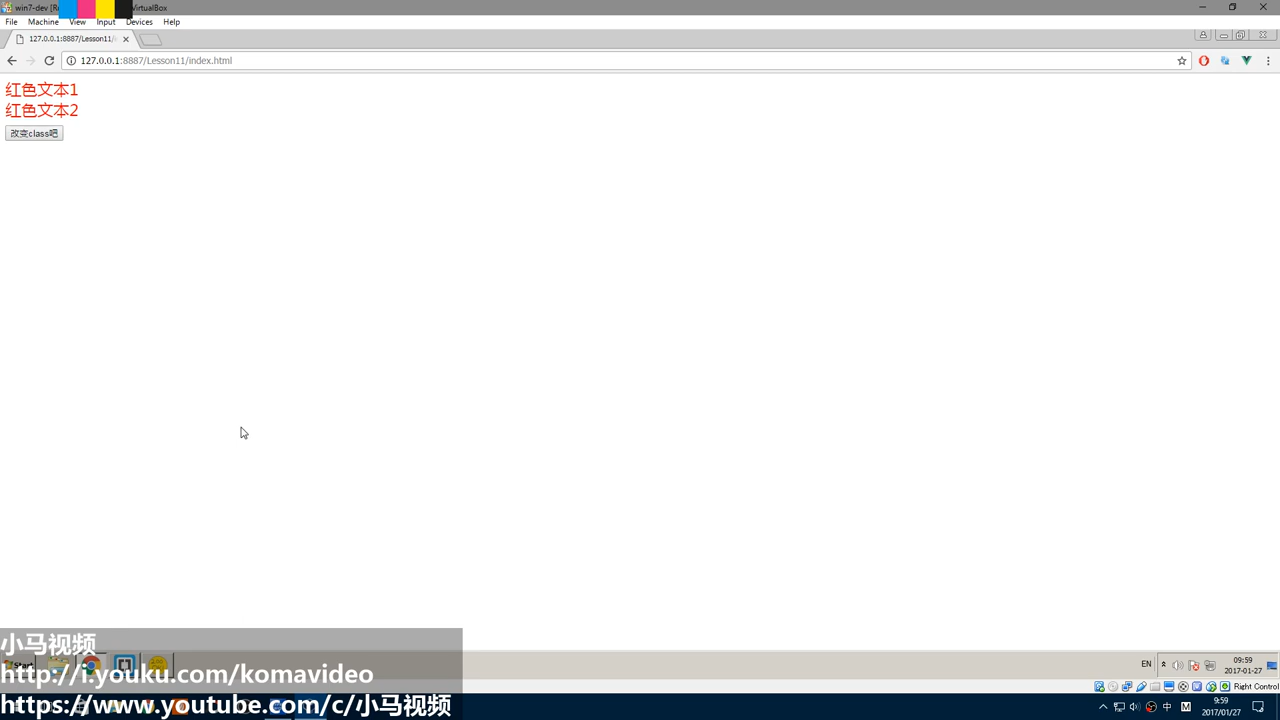 win7-dev [R
VirtualBox
File Machine View Input Devices Help
127.0.0.1:8887/Lesson11/
127.0.0.1:8887/Lesson11/index.html
红色文本1
红色文本2
改变class吧
小马视频
http://i.youku.com/komavideo
https://www.youtube.com/c/小马视频
Start
EN
09:59
2017-01-27
Right Control
中
M
9:59
2017/01/27